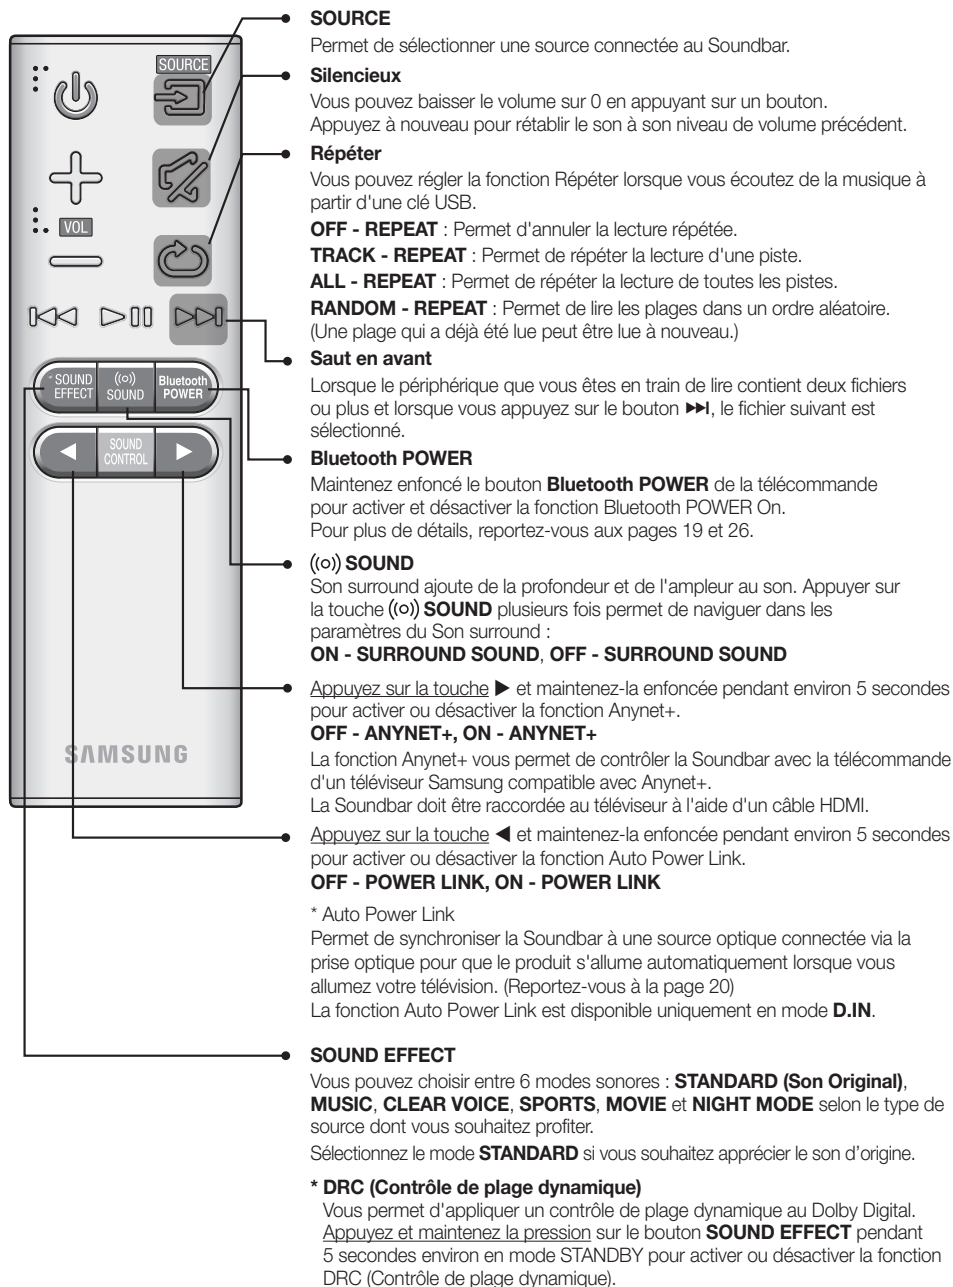 SOURCE
VOL
* SOUND EFFECT
((o)) SOUND
Bluetooth POWER
SOUND CONTROL
SAMSUNG
SOURCE
Permet de sélectionner une source connectée au Soundbar.
Silencieux
Vous pouvez baisser le volume sur 0 en appuyant sur un bouton.
Appuyez à nouveau pour rétablir le son à son niveau de volume précédent.
Répéter
Vous pouvez régler la fonction Répéter lorsque vous écoutez de la musique à
partir d'une clé USB.
OFF - REPEAT : Permet d'annuler la lecture répétée.
TRACK - REPEAT : Permet de répéter la lecture d'une piste.
ALL - REPEAT : Permet de répéter la lecture de toutes les pistes.
RANDOM - REPEAT : Permet de lire les plages dans un ordre aléatoire.
(Une plage qui a déjà été lue peut être lue à nouveau.)
Saut en avant
Lorsque le périphérique que vous êtes en train de lire contient deux fichiers
ou plus et lorsque vous appuyez sur le bouton ▶▶|, le fichier suivant est
sélectionné.
Bluetooth POWER
Maintenez enfoncé le bouton Bluetooth POWER de la télécommande
pour activer et désactiver la fonction Bluetooth POWER On.
Pour plus de détails, reportez-vous aux pages 19 et 26.
((o)) SOUND
Son surround ajoute de la profondeur et de l'ampleur au son. Appuyer sur
la touche ((o)) SOUND plusieurs fois permet de naviguer dans les
paramètres du Son surround :
ON - SURROUND SOUND, OFF - SURROUND SOUND
Appuyez sur la touche ▶ et maintenez-la enfoncée pendant environ 5 secondes
pour activer ou désactiver la fonction Anynet+.
OFF - ANYNET+, ON - ANYNET+
La fonction Anynet+ vous permet de contrôler la Soundbar avec la télécommande
d'un téléviseur Samsung compatible avec Anynet+.
La Soundbar doit être raccordée au téléviseur à l'aide d'un câble HDMI.
Appuyez sur la touche ◀ et maintenez-la enfoncée pendant environ 5 secondes
pour activer ou désactiver la fonction Auto Power Link.
OFF - POWER LINK, ON - POWER LINK
* Auto Power Link
Permet de synchroniser la Soundbar à une source optique connectée via la
prise optique pour que le produit s'allume automatiquement lorsque vous
allumez votre télévision. (Reportez-vous à la page 20)
La fonction Auto Power Link est disponible uniquement en mode D.IN.
SOUND EFFECT
Vous pouvez choisir entre 6 modes sonores : STANDARD (Son Original),
MUSIC, CLEAR VOICE, SPORTS, MOVIE et NIGHT MODE selon le type de
source dont vous souhaitez profiter.
Sélectionnez le mode STANDARD si vous souhaitez apprécier le son d’origine.
* DRC (Contrôle de plage dynamique)
Vous permet d'appliquer un contrôle de plage dynamique au Dolby Digital.
Appuyez et maintenez la pression sur le bouton SOUND EFFECT pendant
5 secondes environ en mode STANDBY pour activer ou désactiver la fonction
DRC (Contrôle de plage dynamique).